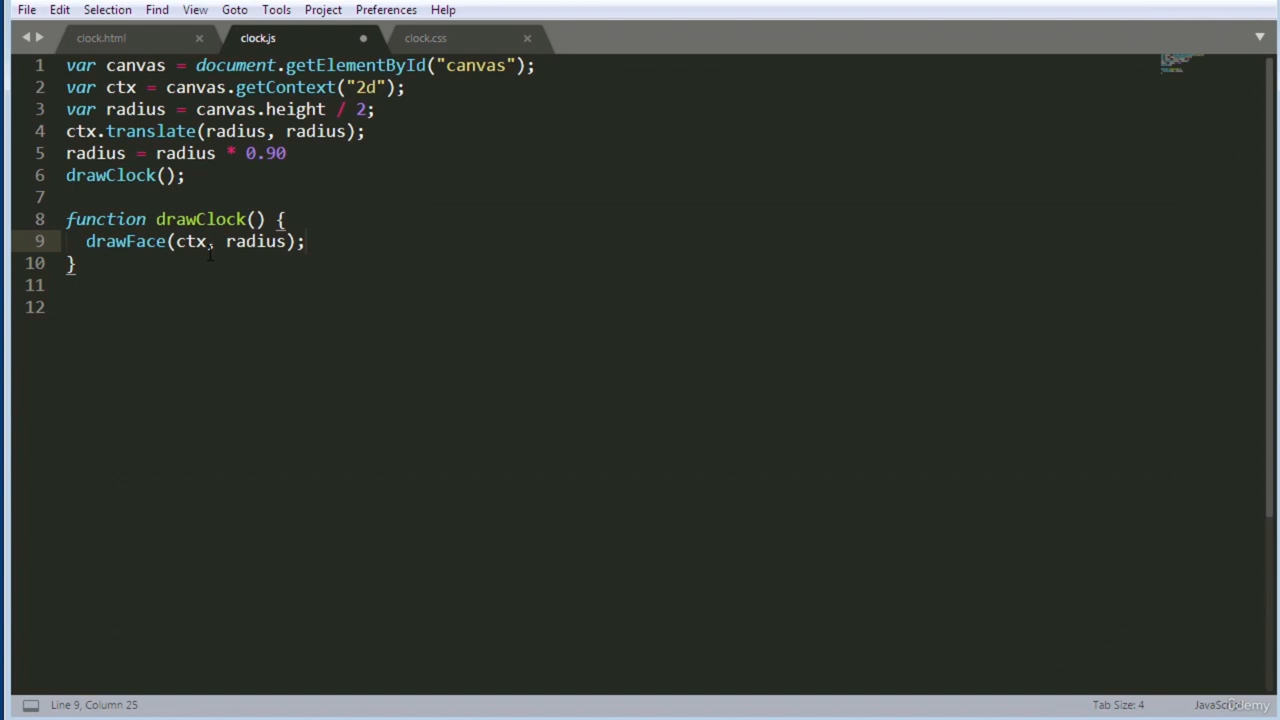 File Edit Selection Find View Goto Tools Project Preferences Help
clock.html × clock.js clock.css ×
1 var canvas = document.getElementById("canvas");
2 var ctx = canvas.getContext("2d");
3 var radius = canvas.height / 2;
4 ctx.translate(radius, radius);
5 radius = radius * 0.90
6 drawClock();
7
8 function drawClock() {
9 drawFace(ctx, radius);
10 }
11
12
Line 9, Column 25 Tab Size: 4